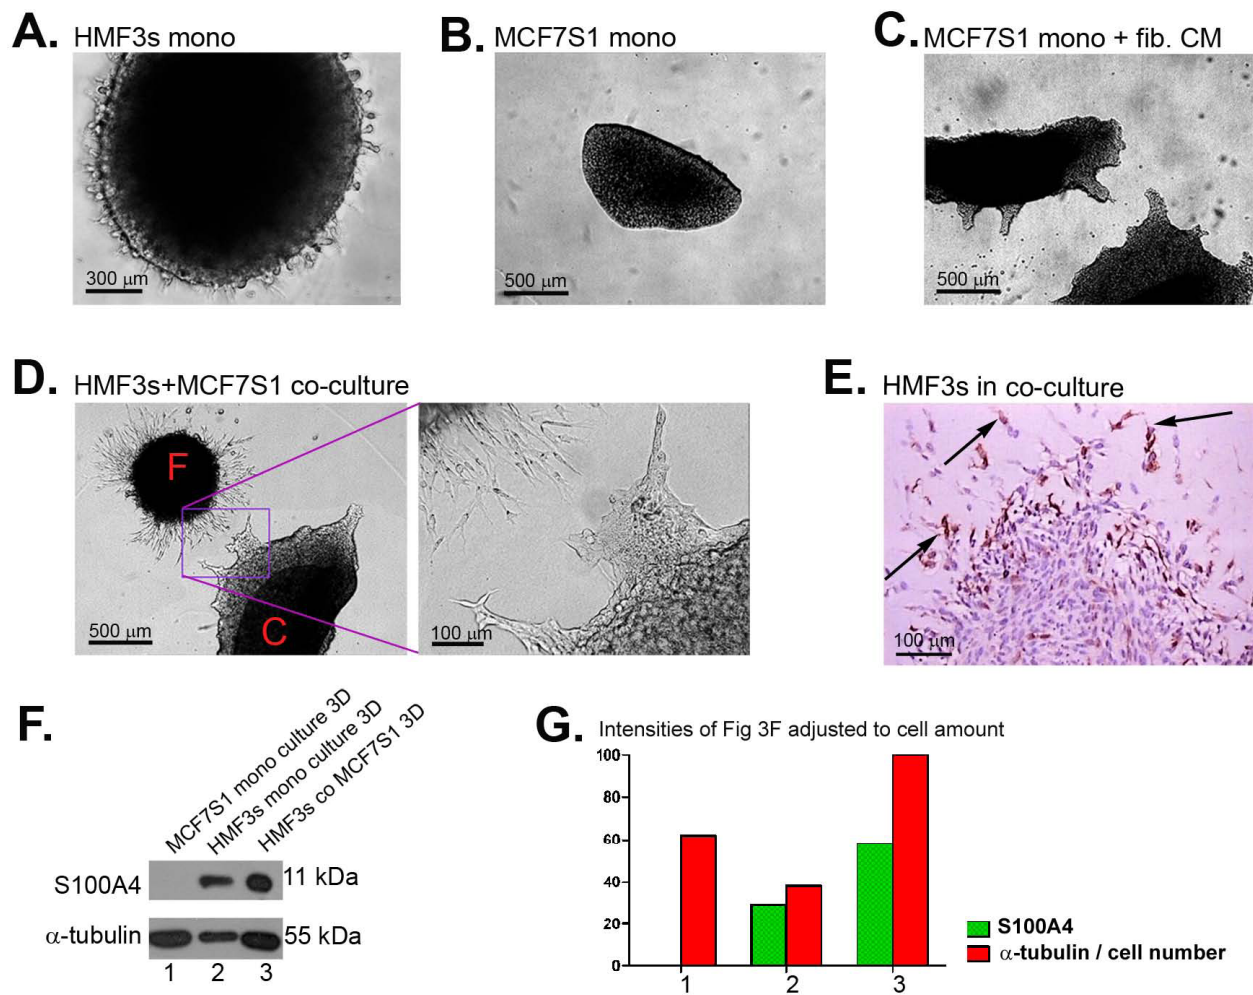 A. HMF3s mono
B. MCF7S1 mono
C. MCF7S1 mono + fib. CM
300 μm
500 μm
500 μm
D. HMF3s+MCF7S1 co-culture
E. HMF3s in co-culture
F
C
500 μm
100 μm
100 μm
F.
MCF7S1 mono culture 3D
HMF3s mono culture 3D
HMF3s co MCF7S1 3D
S100A4
11 kDa
α-tubulin
55 kDa
1 2 3
G. Intensities of Fig 3F adjusted to cell amount
100
80
60
40
20
0
1 2 3
S100A4
α-tubulin / cell number